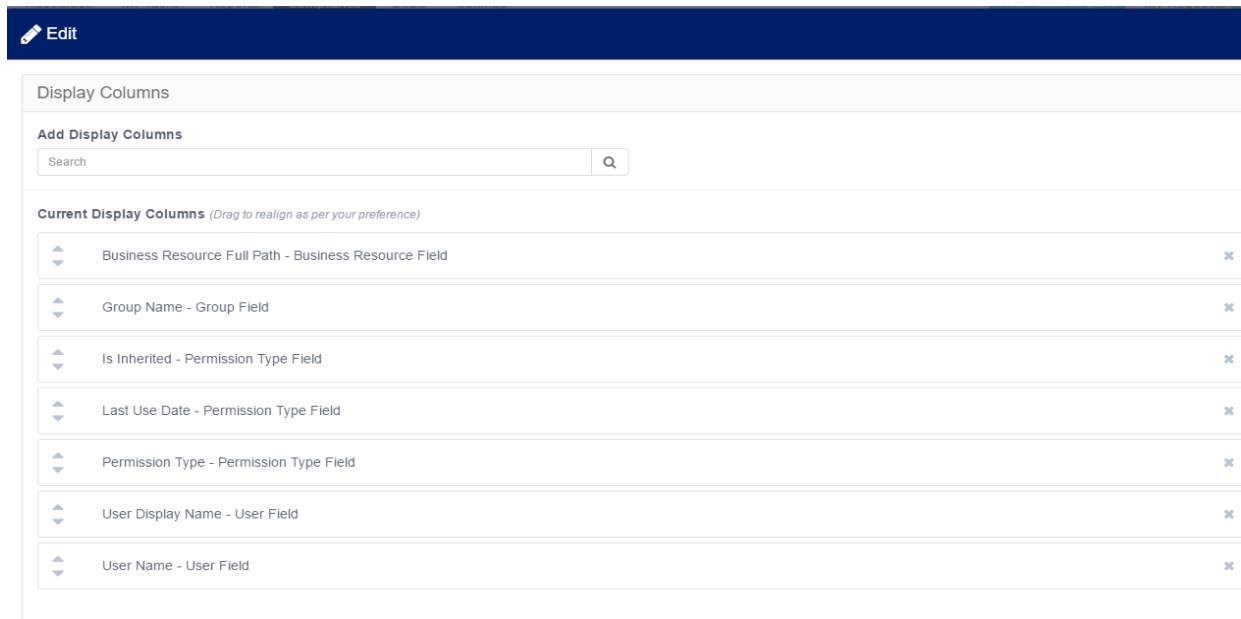 Edit
Display Columns
Add Display Columns
Search
Current Display Columns (Drag to realign as per your preference)
Business Resource Full Path - Business Resource Field
Group Name - Group Field
Is Inherited - Permission Type Field
Last Use Date - Permission Type Field
Permission Type - Permission Type Field
User Display Name - User Field
User Name - User Field